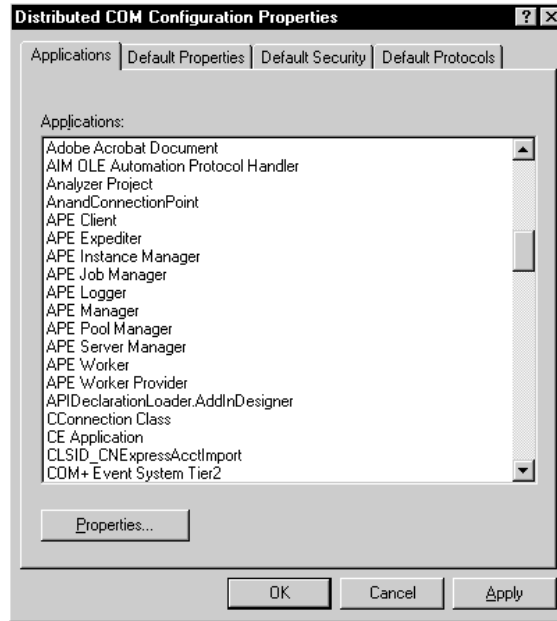 Distributed COM Configuration Properties
Applications Default Properties Default Security Default Protocols
Applications:
Adobe Acrobat Document
AIM OLE Automation Protocol Handler
Analyzer Project
AnandConnectionPoint
APE Client
APE Expediter
APE Instance Manager
APE Job Manager
APE Logger
APE Manager
APE Pool Manager
APE Server Manager
APE Worker
APE Worker Provider
APIDeclarationLoader.AddInDesigner
CConnection Class
CE Application
CLSID_CNExpressAcctImport
COM+ Event System Tier2
Properties...
OK Cancel Apply